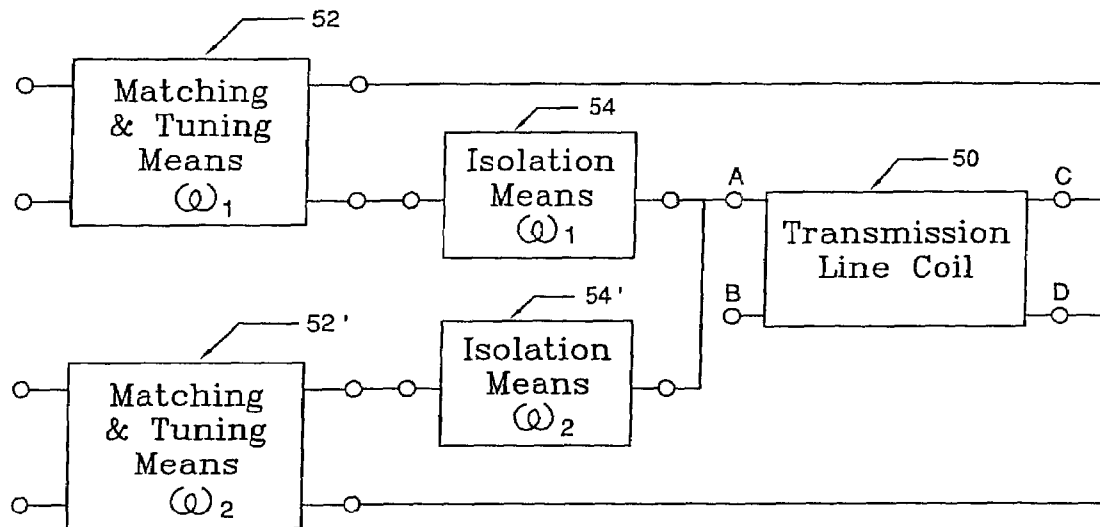 52
Matching
& Tuning
Means
ω1
54
Isolation
Means
ω1
A
50
C
Transmission
Line Coil
B
D
52'
Matching
& Tuning
Means
ω2
54'
Isolation
Means
ω2